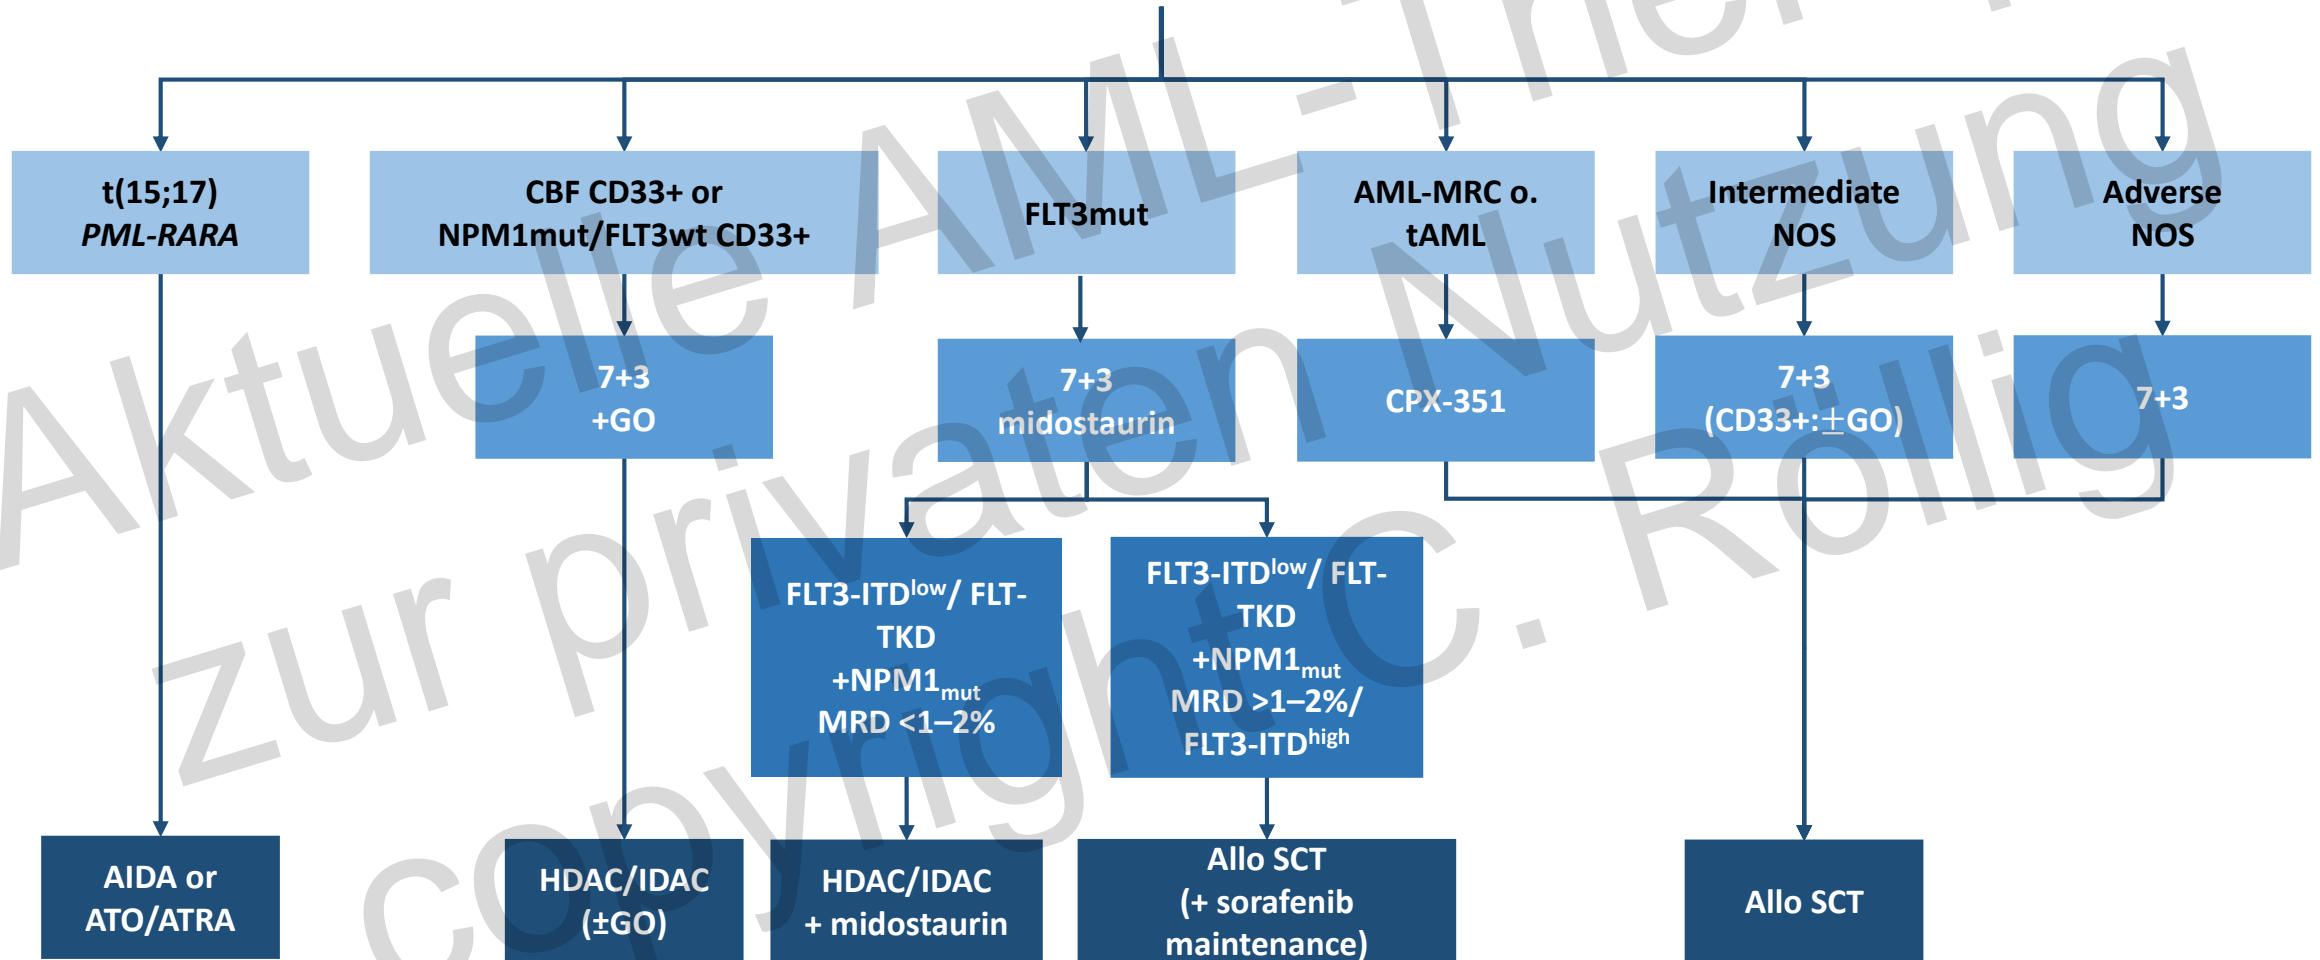 t(15;17)
PML-RARA
CBF CD33+ or
NPM1mut/FLT3wt CD33+
FLT3mut
AML-MRC o.
tAML
Intermediate
NOS
Adverse
NOS
7+3
+GO
7+3
midostaurin
CPX-351
7+3
(CD33+:±GO)
7+3
FLT3-ITDlow/ FLT-
TKD
+NPM1mut
MRD <1–2%
FLT3-ITDlow/ FLT-
TKD
+NPM1mut
MRD >1–2%/
FLT3-ITDhigh
AIDA or
ATO/ATRA
HDAC/IDAC
(±GO)
HDAC/IDAC
+ midostaurin
Allo SCT
(+ sorafenib
maintenance)
Allo SCT
Aktuelle AML-Ther
zur privaten Nutzung
copyright C. Röllig